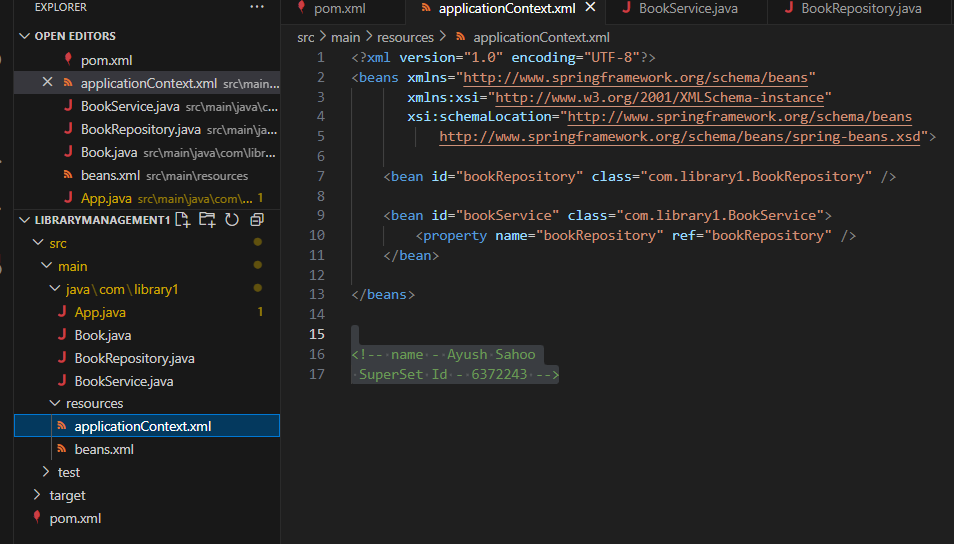 EXPLORER ...
OPEN EDITORS
pom.xml
applicationContext.xml src\main...
BookService.java src\main\java\c...
BookRepository.java src\main\ja...
Book.java src\main\java\com\libr...
beans.xml src\main\resources
App.java src\main\java\com\... 1
LIBRARYMANAGEMENT1
src
main
java\com\library1
App.java 1
Book.java
BookRepository.java
BookService.java
resources
applicationContext.xml
beans.xml
test
target
pom.xml
pom.xml applicationContext.xml BookService.java BookRepository.java
src > main > resources > applicationContext.xml
1 <?xml version="1.0" encoding="UTF-8"?>
2 <beans xmlns="http://www.springframework.org/schema/beans"
3 xmlns:xsi="http://www.w3.org/2001/XMLSchema-instance"
4 xsi:schemaLocation="http://www.springframework.org/schema/beans
5 http://www.springframework.org/schema/beans/spring-beans.xsd">
6
7 <bean id="bookRepository" class="com.library1.BookRepository" />
8
9 <bean id="bookService" class="com.library1.BookService">
10 <property name="bookRepository" ref="bookRepository" />
11 </bean>
12
13 </beans>
14
15
16 <!-- name - Ayush Sahoo
17 SuperSet Id - 6372243 -->